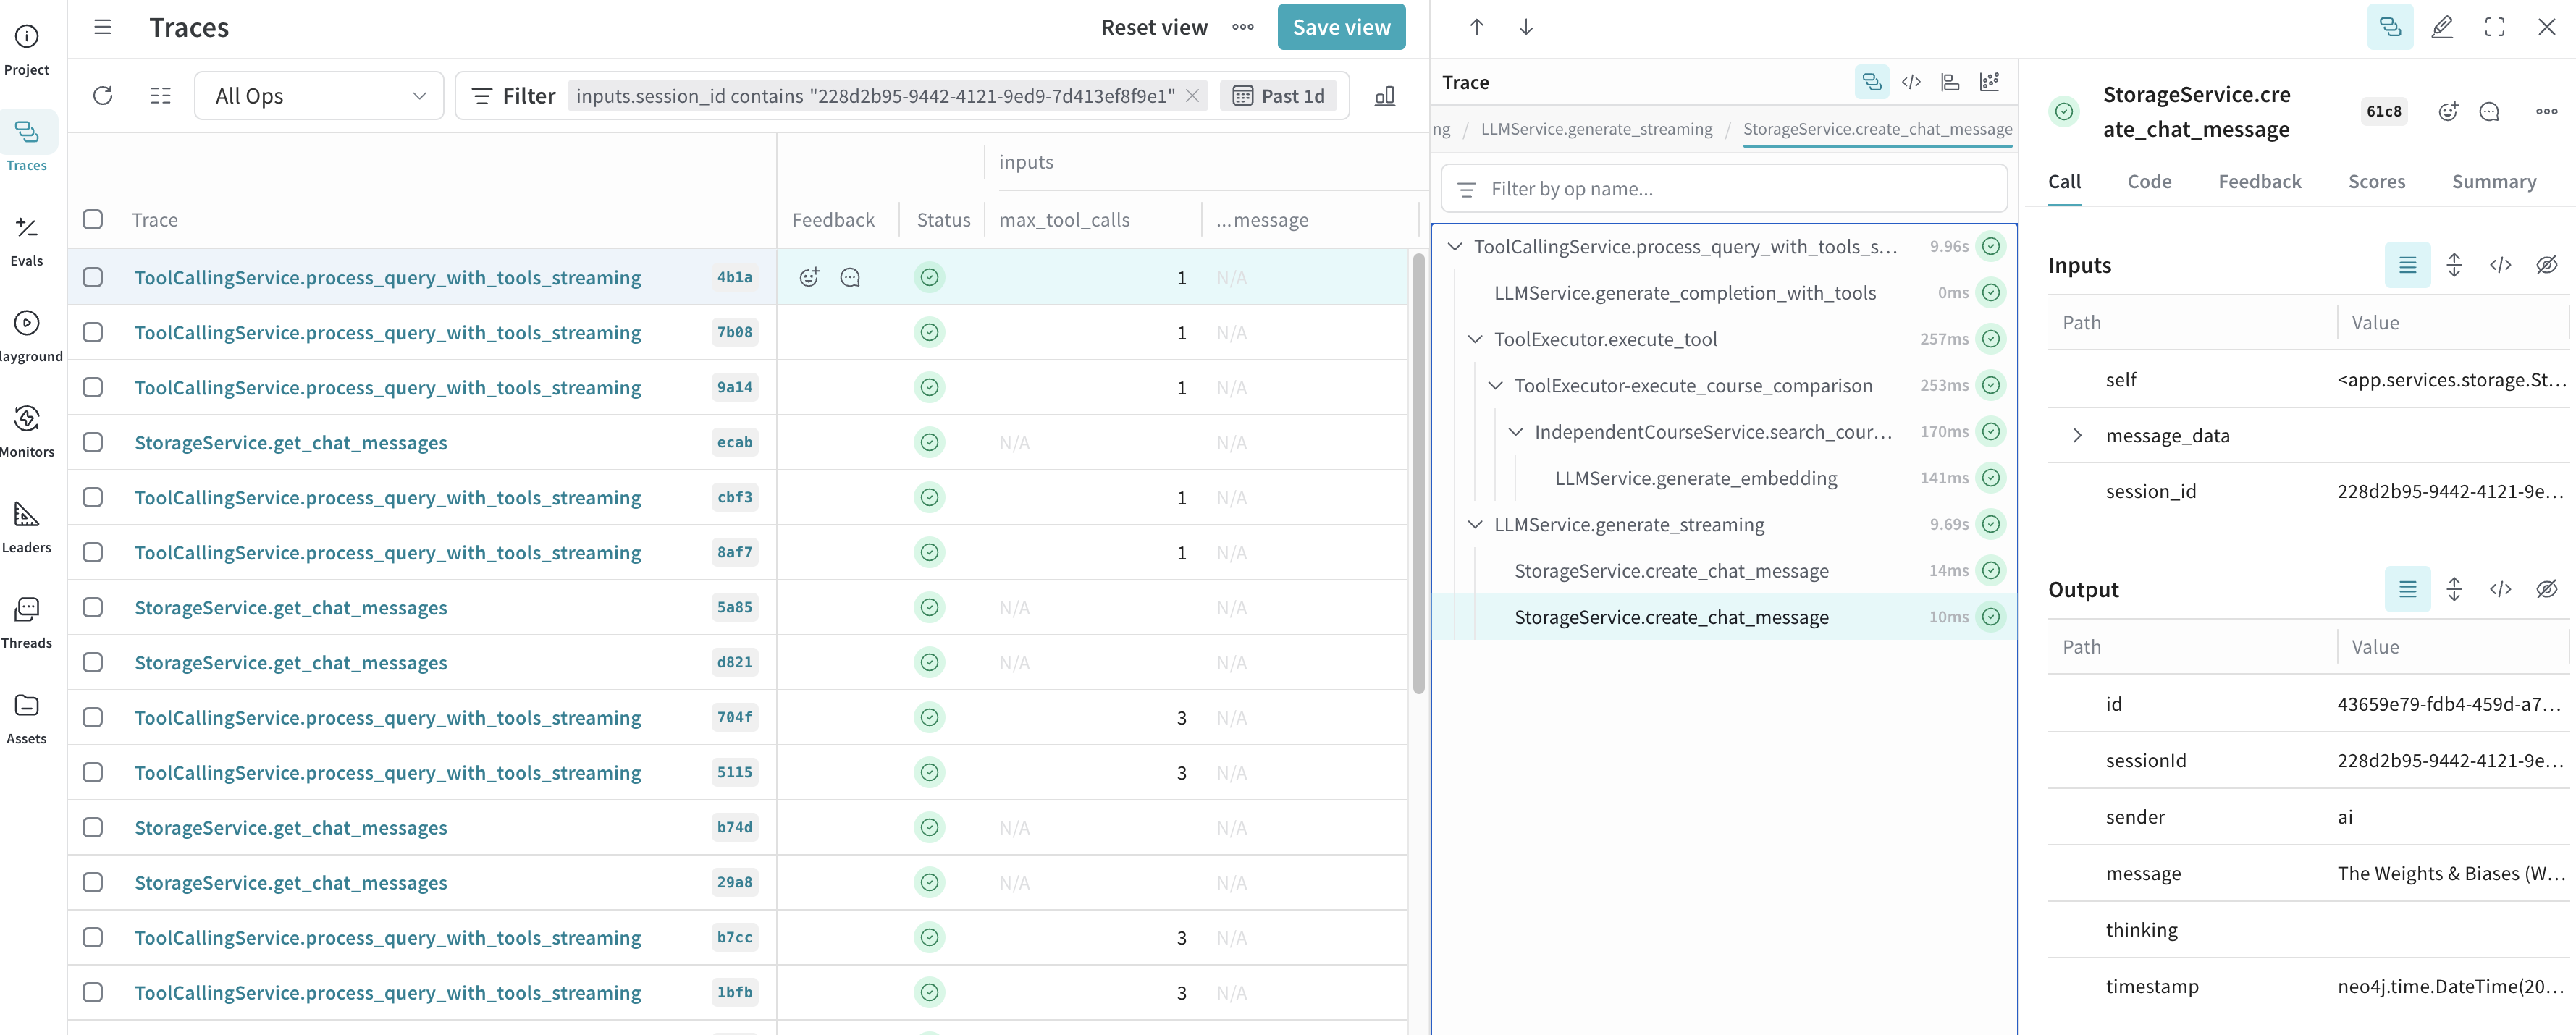 Project
Traces
Evals
layground
Monitors
Leaders
Threads
Assets
Traces
Reset view
Save view
All Ops
Filter
inputs.session_id contains "228d2b95-9442-4121-9ed9-7d413ef8f9e1"
Past 1d
inputs
Trace
Feedback
Status
max_tool_calls
...message
ToolCallingService.process_query_with_tools_streaming 4b1a 1 N/A
ToolCallingService.process_query_with_tools_streaming 7b08 1 N/A
ToolCallingService.process_query_with_tools_streaming 9a14 1 N/A
StorageService.get_chat_messages ecab N/A N/A
ToolCallingService.process_query_with_tools_streaming cbf3 1 N/A
ToolCallingService.process_query_with_tools_streaming 8af7 1 N/A
StorageService.get_chat_messages 5a85 N/A N/A
StorageService.get_chat_messages d821 N/A N/A
ToolCallingService.process_query_with_tools_streaming 704f 3 N/A
ToolCallingService.process_query_with_tools_streaming 5115 3 N/A
StorageService.get_chat_messages b74d N/A N/A
StorageService.get_chat_messages 29a8 N/A N/A
ToolCallingService.process_query_with_tools_streaming b7cc 3 N/A
ToolCallingService.process_query_with_tools_streaming 1bfb 3 N/A
Trace
ing / LLMService.generate_streaming / StorageService.create_chat_message
Filter by op name...
ToolCallingService.process_query_with_tools_s... 9.96s
LLMService.generate_completion_with_tools 0ms
ToolExecutor.execute_tool 257ms
ToolExecutor-execute_course_comparison 253ms
IndependentCourseService.search_cour... 170ms
LLMService.generate_embedding 141ms
LLMService.generate_streaming 9.69s
StorageService.create_chat_message 14ms
StorageService.create_chat_message 10ms
StorageService.cre
ate_chat_message
61c8
Call Code Feedback Scores Summary
Inputs
Path Value
self <app.services.storage.St...
message_data
session_id 228d2b95-9442-4121-9e...
Output
Path Value
id 43659e79-fdb4-459d-a7...
sessionId 228d2b95-9442-4121-9e...
sender ai
message The Weights & Biases (W...
thinking
timestamp neo4j.time.DateTime(20...